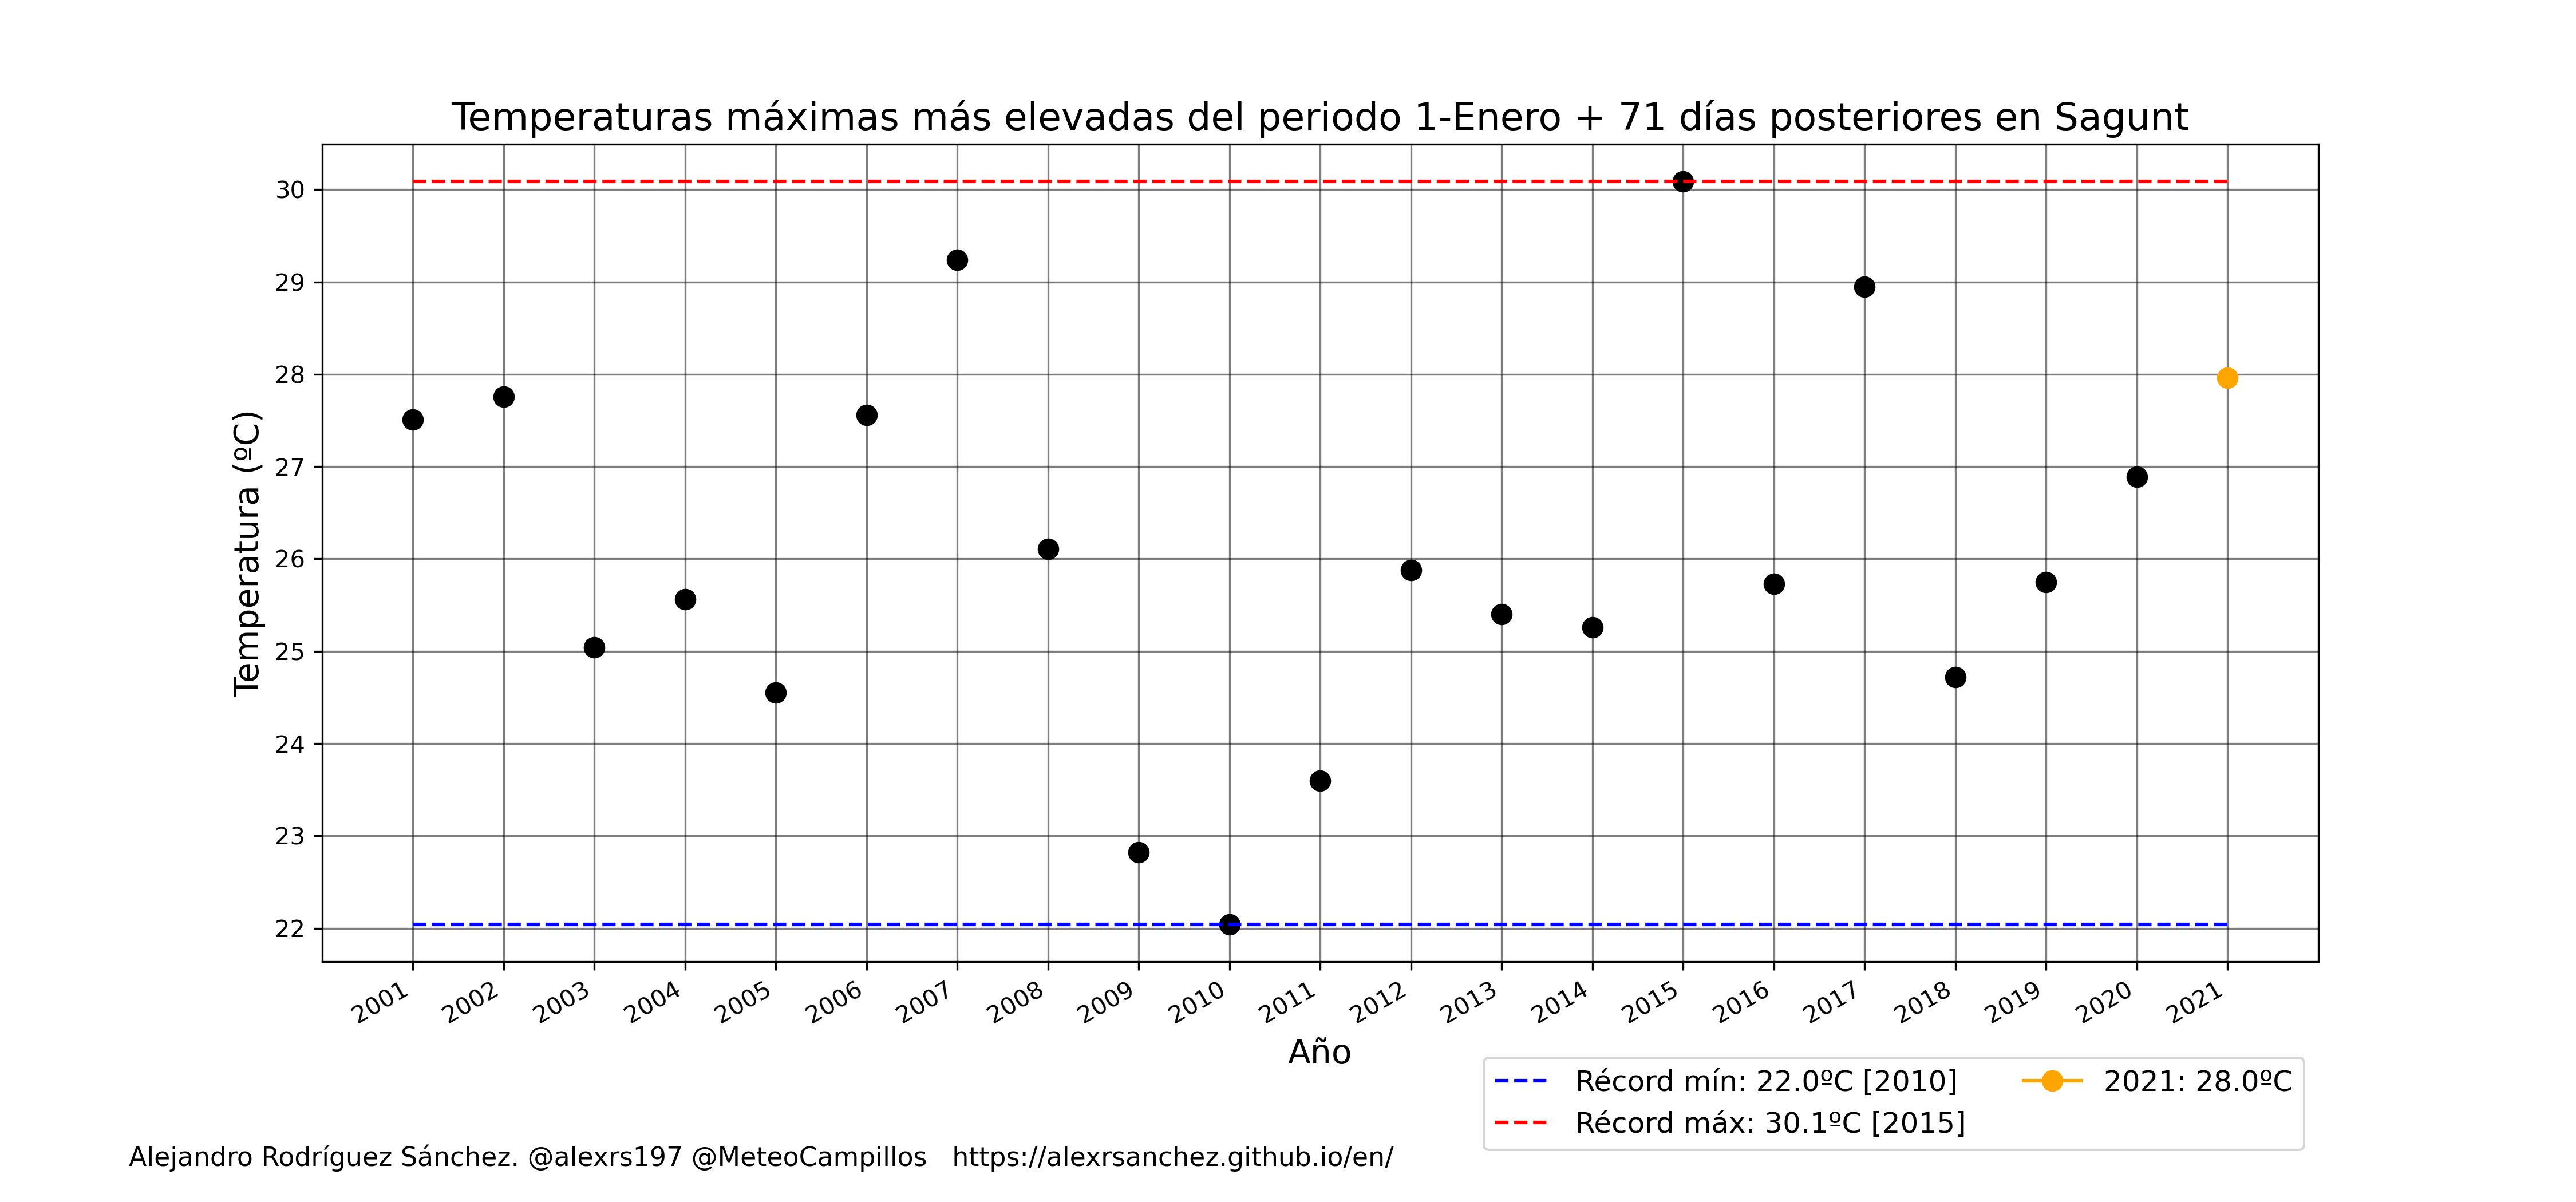 Temperaturas máximas más elevadas del periodo 1-Enero + 71 días posteriores en Sagunt
Temperatura (ºC)
30
29
28
27
26
25
24
23
22
2001 2002 2003 2004 2005 2006 2007 2008 2009 2010 2011 2012 2013 2014 2015 2016 2017 2018 2019 2020 2021
Año
Récord mín: 22.0ºC [2010]
Récord máx: 30.1ºC [2015]
2021: 28.0ºC
Alejandro Rodríguez Sánchez. @alexrs197 @MeteoCampillos https://alexrsanchez.github.io/en/